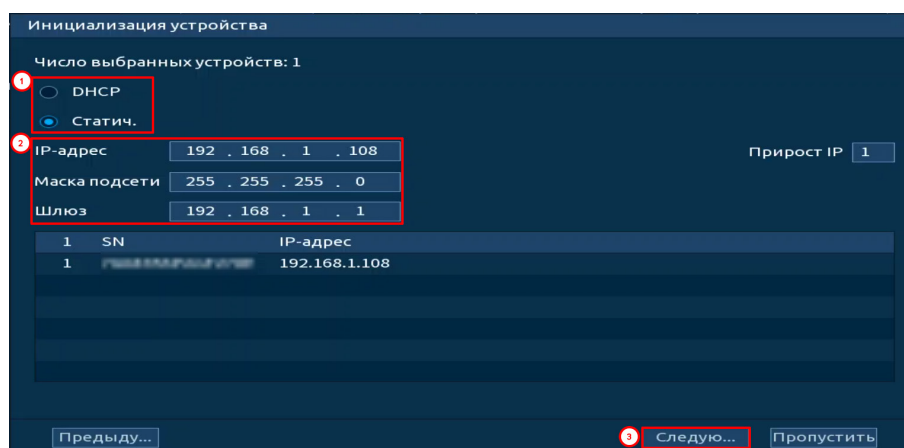 Инициализация устройства
Число выбранных устройств: 1
1
DHCP
Статич.
2
IP-адрес 192 . 168 . 1 . 108 Прирост IP 1
Маска подсети 255 . 255 . 255 . 0
Шлюз 192 . 168 . 1 . 1
1 SN IP-адрес
1 192.168.1.108
Предыду... 3 Следую... Пропустить